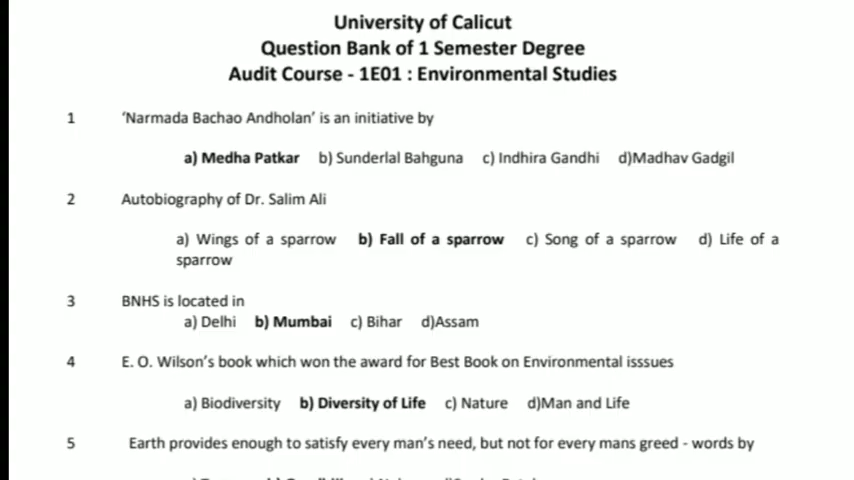 University of Calicut
Question Bank of 1 Semester Degree
Audit Course - 1E01 : Environmental Studies
1 ‘Narmada Bachao Andholan’ is an initiative by
a) Medha Patkar b) Sunderlal Bahguna c) Indhira Gandhi d)Madhav Gadgil
2 Autobiography of Dr. Salim Ali
a) Wings of a sparrow b) Fall of a sparrow c) Song of a sparrow d) Life of a
sparrow
3 BNHS is located in
a) Delhi b) Mumbai c) Bihar d)Assam
4 E. O. Wilson’s book which won the award for Best Book on Environmental isssues
a) Biodiversity b) Diversity of Life c) Nature d)Man and Life
5 Earth provides enough to satisfy every man’s need, but not for every mans greed - words by